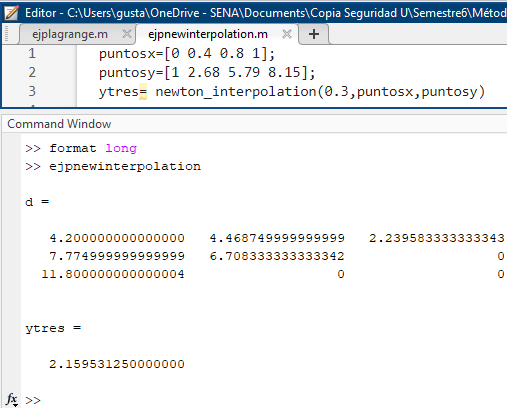 Editor - C:\Users\gusta\OneDrive - SENA\Documents\Copia Seguridad U\Semestre6\Métod
ejplagrange.m ejpnewinterpolation.m +
1 puntosx=[0 0.4 0.8 1];
2 puntosy=[1 2.68 5.79 8.15];
3 ytres= newton_interpolation(0.3,puntosx,puntosy)
Command Window
>> format long
>> ejpnewinterpolation
d =
4.200000000000000 4.468749999999999 2.239583333333343
7.774999999999999 6.708333333333342 0
11.800000000000004 0 0
ytres =
2.159531250000000
fx >>